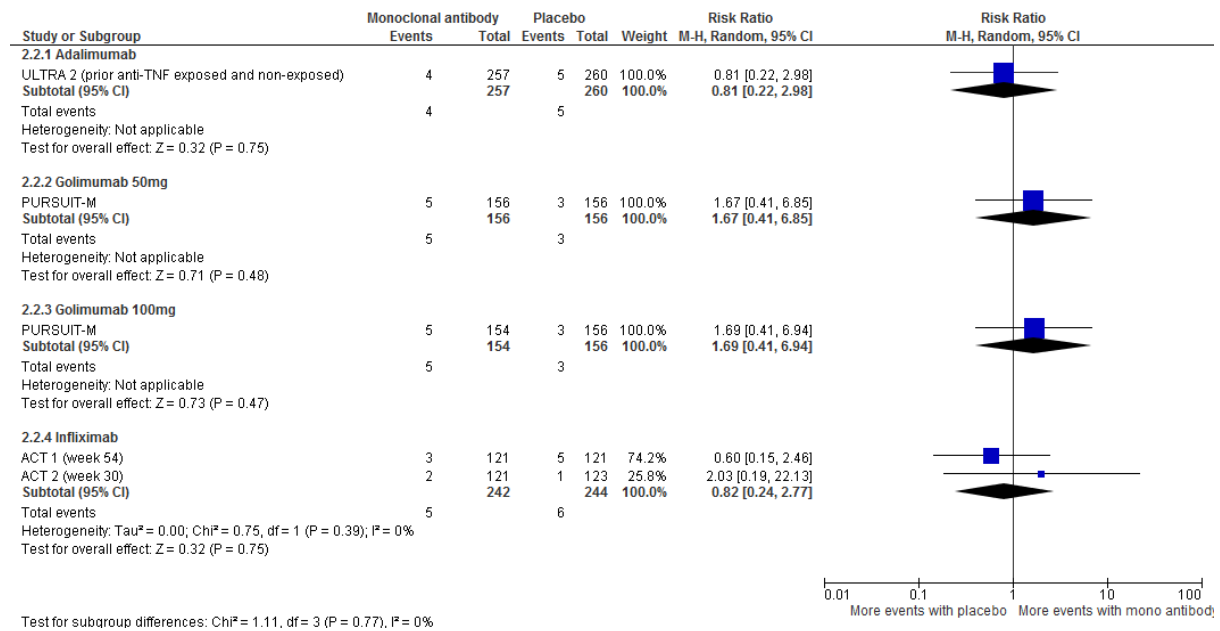 Monoclonal antibody Placebo Risk Ratio Risk Ratio
Study or Subgroup Events Total Events Total Weight M-H, Random, 95% CI M-H, Random, 95% CI
2.2.1 Adalimumab
ULTRA 2 (prior anti-TNF exposed and non-exposed) 4 257 5 260 100.0% 0.81 [0.22, 2.98]
Subtotal (95% CI) 257 260 100.0% 0.81 [0.22, 2.98]
Total events 4 5
Heterogeneity: Not applicable
Test for overall effect: Z = 0.32 (P = 0.75)
2.2.2 Golimumab 50mg
PURSUIT-M 5 156 3 156 100.0% 1.67 [0.41, 6.85]
Subtotal (95% CI) 156 156 100.0% 1.67 [0.41, 6.85]
Total events 5 3
Heterogeneity: Not applicable
Test for overall effect: Z = 0.71 (P = 0.48)
2.2.3 Golimumab 100mg
PURSUIT-M 5 154 3 156 100.0% 1.69 [0.41, 6.94]
Subtotal (95% CI) 154 156 100.0% 1.69 [0.41, 6.94]
Total events 5 3
Heterogeneity: Not applicable
Test for overall effect: Z = 0.73 (P = 0.47)
2.2.4 Infliximab
ACT 1 (week 54) 3 121 5 121 74.2% 0.60 [0.15, 2.46]
ACT 2 (week 30) 2 121 1 123 25.8% 2.03 [0.19, 22.13]
Subtotal (95% CI) 242 244 100.0% 0.82 [0.24, 2.77]
Total events 5 6
Heterogeneity: Tau² = 0.00; Chi² = 0.75, df = 1 (P = 0.39); I² = 0%
Test for overall effect: Z = 0.32 (P = 0.75)
0.01 0.1 1 10 100
More events with placebo More events with mono antibody
Test for subgroup differences: Chi² = 1.11, df = 3 (P = 0.77), I² = 0%